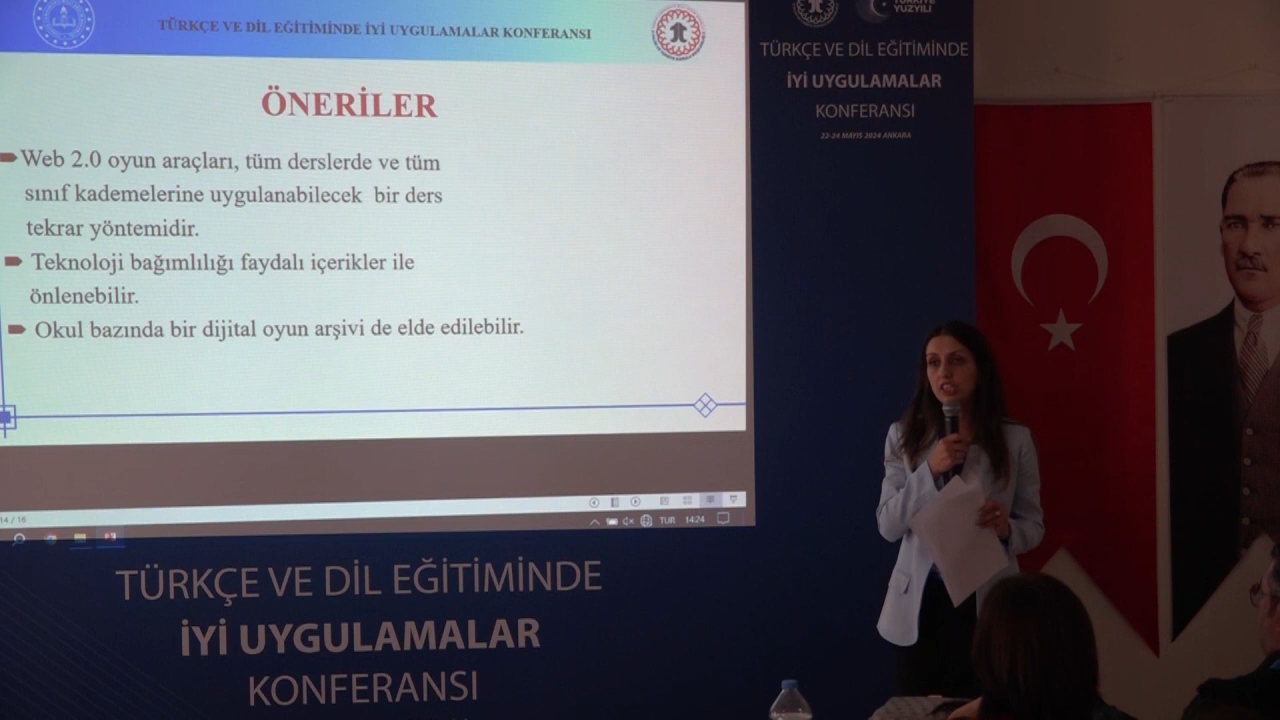 TÜRKÇE VE DİL EĞİTİMİNDE İYİ UYGULAMALAR KONFERANSI
ÖNERİLER
Web 2.0 oyun araçları, tüm derslerde ve tüm
sınıf kademelerine uygulanabilecek bir ders
tekrar yöntemidir.
Teknoloji bağımlılığı faydalı içerikler ile
önlenebilir.
Okul bazında bir dijital oyun arşivi de elde edilebilir.
14 / 16
TUR 14:24
TÜRKİYE
YÜZYILI
TÜRKÇE VE DİL EĞİTİMİNDE
İYİ UYGULAMALAR
KONFERANSI
22-24 MAYIS 2024 ANKARA
TÜRKÇE VE DİL EĞİTİMİNDE
İYİ UYGULAMALAR
KONFERANSI